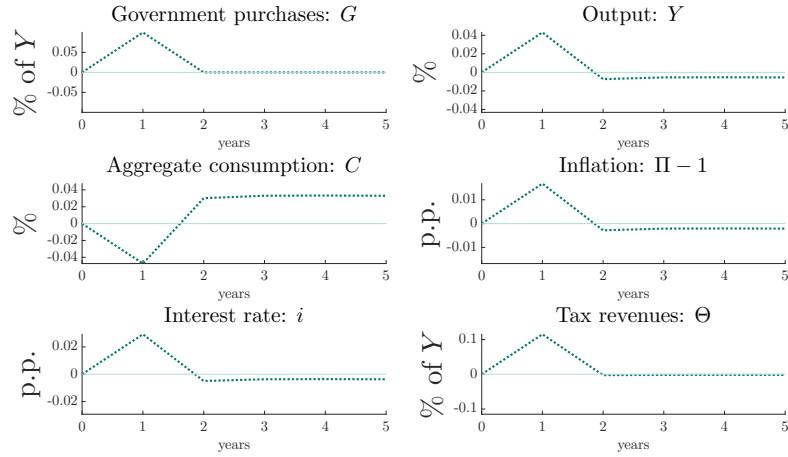 Government purchases: G
% of Y
0.05
0
-0.05
0 1 2 3 4 5
years
Output: Y
%
0.04
0.02
0
-0.02
-0.04
0 1 2 3 4 5
years
Aggregate consumption: C
%
0.04
0.02
0
-0.02
-0.04
0 1 2 3 4 5
years
Inflation: Π − 1
p.p.
0.01
0
-0.01
0 1 2 3 4 5
years
Interest rate: i
p.p.
0.02
0
-0.02
0 1 2 3 4 5
years
Tax revenues: Θ
% of Y
0.1
0
-0.1
0 1 2 3 4 5
years